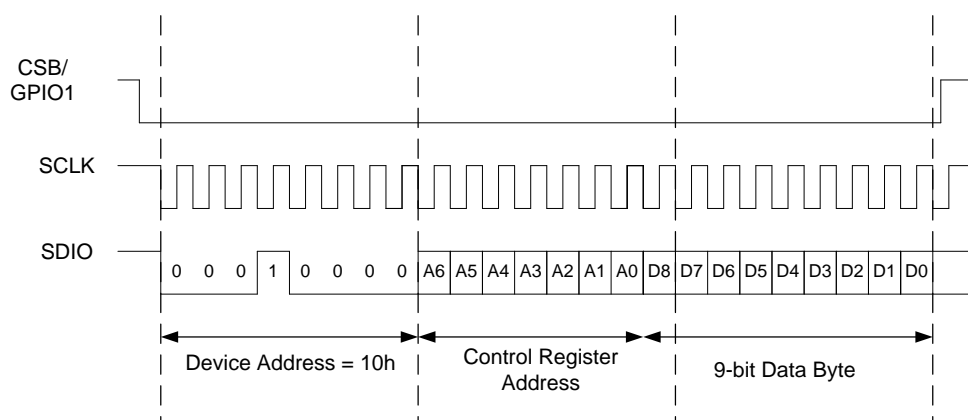 CSB/
GPIO1
SCLK
SDIO
0 0 0 1 0 0 0 0 A6 A5 A4 A3 A2 A1 A0 D8 D7 D6 D5 D4 D3 D2 D1 D0
Device Address = 10h
Control Register
Address
9-bit Data Byte